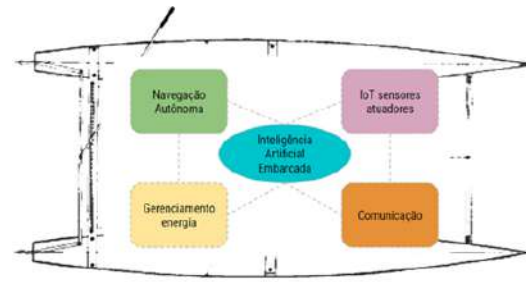 Navegação
Autônoma
IoT sensores
atuadores
Inteligência
Artificial
Embarcada
Gerenciamento
energia
Comunicação